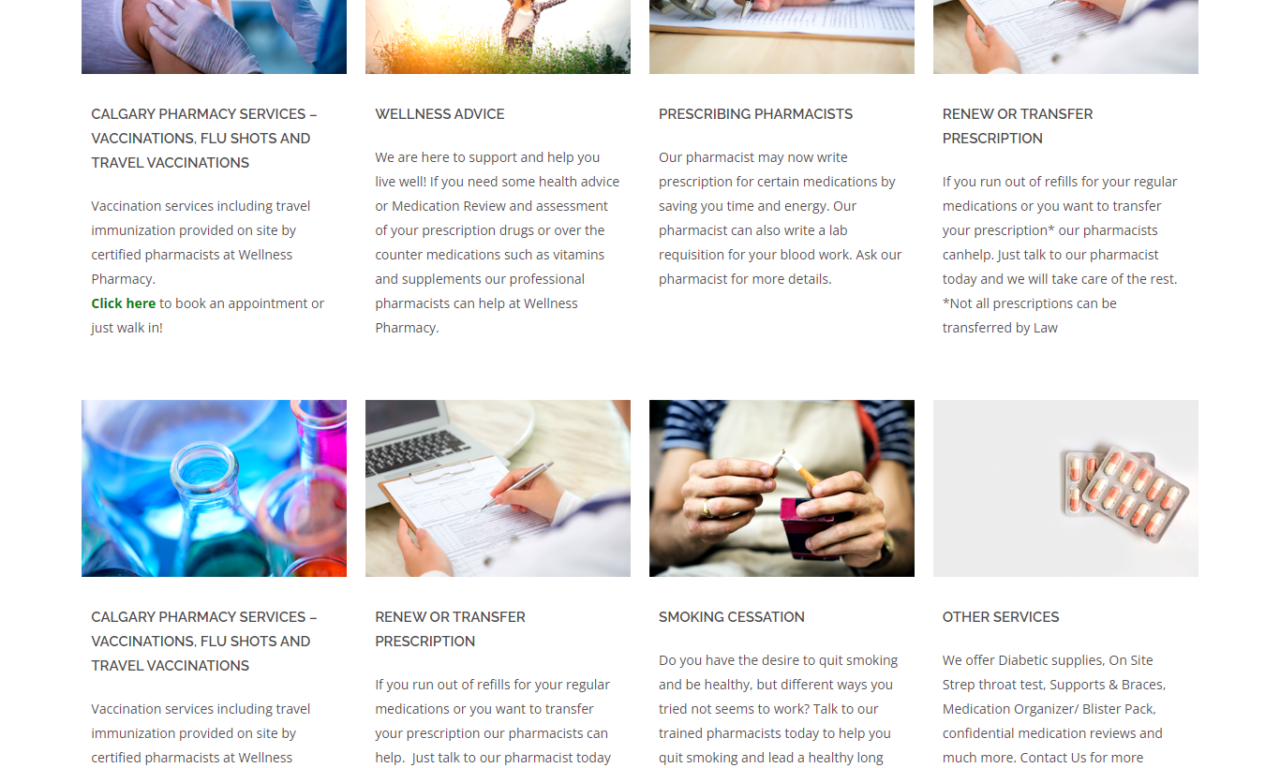 CALGARY PHARMACY SERVICES –
VACCINATIONS, FLU SHOTS AND
TRAVEL VACCINATIONS
Vaccination services including travel
immunization provided on site by
certified pharmacists at Wellness
Pharmacy.
Click here to book an appointment or
just walk in!
WELLNESS ADVICE
We are here to support and help you
live well! If you need some health advice
or Medication Review and assessment
of your prescription drugs or over the
counter medications such as vitamins
and supplements our professional
pharmacists can help at Wellness
Pharmacy.
PRESCRIBING PHARMACISTS
Our pharmacist may now write
prescription for certain medications by
saving you time and energy. Our
pharmacist can also write a lab
requisition for your blood work. Ask our
pharmacist for more details.
RENEW OR TRANSFER
PRESCRIPTION
If you run out of refills for your regular
medications or you want to transfer
your prescription* our pharmacists
canhelp. Just talk to our pharmacist
today and we will take care of the rest.
*Not all prescriptions can be
transferred by Law
CALGARY PHARMACY SERVICES –
VACCINATIONS, FLU SHOTS AND
TRAVEL VACCINATIONS
Vaccination services including travel
immunization provided on site by
certified pharmacists at Wellness
RENEW OR TRANSFER
PRESCRIPTION
If you run out of refills for your regular
medications or you want to transfer
your prescription our pharmacists can
help.  Just talk to our pharmacist today
SMOKING CESSATION
Do you have the desire to quit smoking
and be healthy, but different ways you
tried not seems to work? Talk to our
trained pharmacists today to help you
quit smoking and lead a healthy long
OTHER SERVICES
We offer Diabetic supplies, On Site
Strep throat test, Supports & Braces,
Medication Organizer/ Blister Pack,
confidential medication reviews and
much more. Contact Us for more